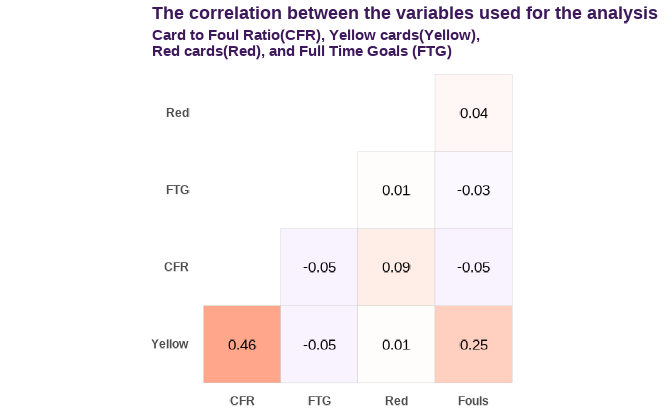 The correlation between the variables used for the analysis
Card to Foul Ratio(CFR), Yellow cards(Yellow),
Red cards(Red), and Full Time Goals (FTG)
Red 0.04
FTG 0.01 -0.03
CFR -0.05 0.09 -0.05
Yellow 0.46 -0.05 0.01 0.25
CFR FTG Red Fouls